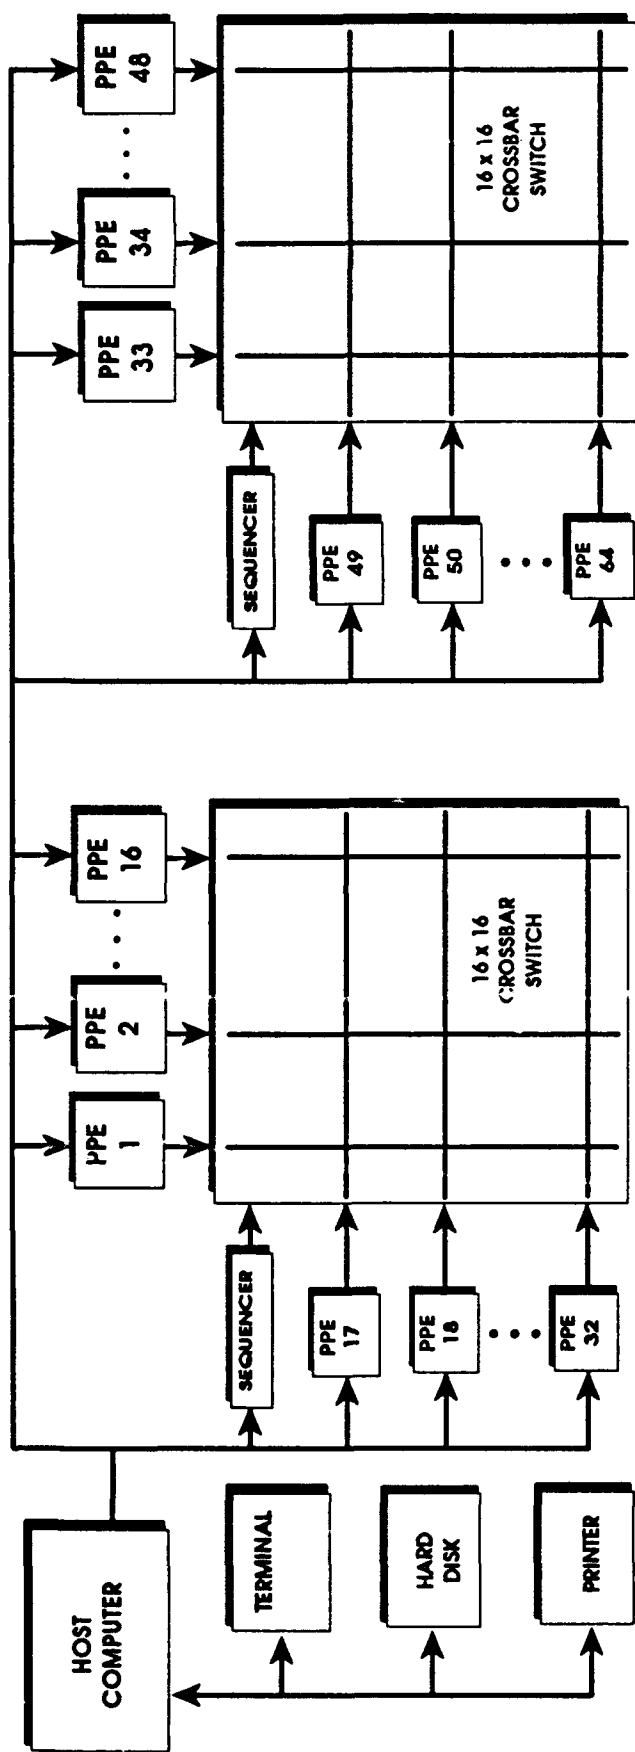 HOST
COMPUTER
TERMINAL
HARD
DISK
PRINTER
PPE
1
PPE
2
. . . .
PPE
16
SEQUENCER
PPE
17
PPE
18
. . .
PPE
32
16 x 16
CROSSBAR
SWITCH
PPE
33
PPE
34
. . . .
PPE
48
SEQUENCER
PPE
49
PPE
50
. . .
PPE
64
16 x 16
CROSSBAR
SWITCH